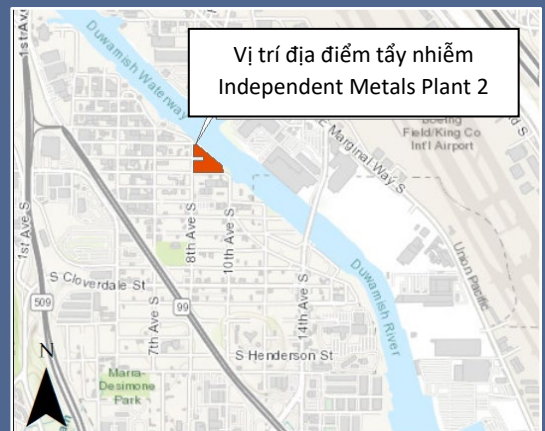 1st Av
Duwamish Waterway
Vị trí địa điểm tẩy nhiễm
Independent Metals Plant 2
Boeing
Field/King Co
Int'l Airport
E Marginal Way S
1st Ave S
8th Ave S
10th Ave S
S Cloverdale St
Union Pacific
509
99
7th Ave S
14th Ave S
Duwamish River
S Henderson St
N
Marra-
Desimone
Park